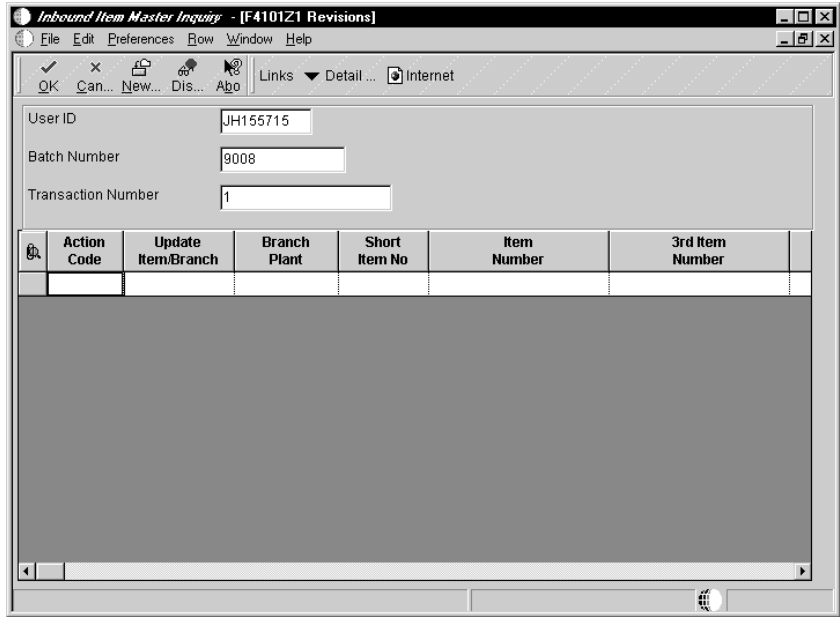 Inbound Item Master Inquiry - [F4101Z1 Revisions]
File Edit Preferences Row Window Help
OK Can... New... Dis... Abo Links Detail ... Internet
User ID JH155715
Batch Number 9008
Transaction Number 1
Action Code Update Item/Branch Branch Plant Short Item No Item Number 3rd Item Number